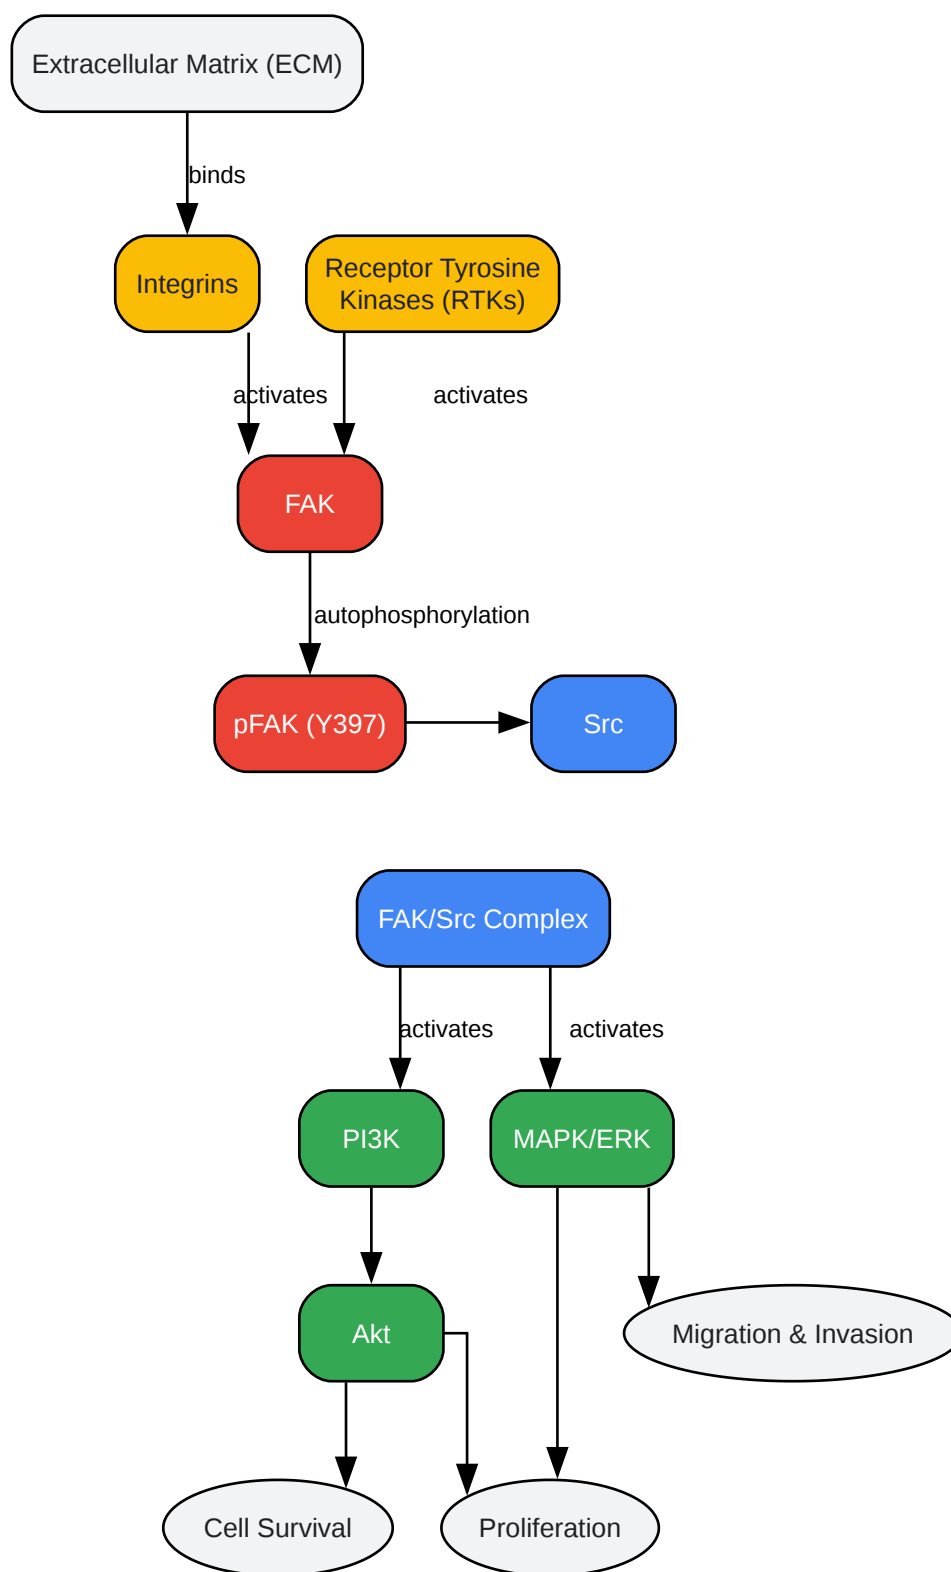 Extracellular Matrix (ECM)
binds
Integrins
Receptor Tyrosine
Kinases (RTKs)
activates
activates
FAK
autophosphorylation
pFAK (Y397)
Src
FAK/Src Complex
activates
activates
PI3K
MAPK/ERK
Akt
Migration & Invasion
Cell Survival
Proliferation